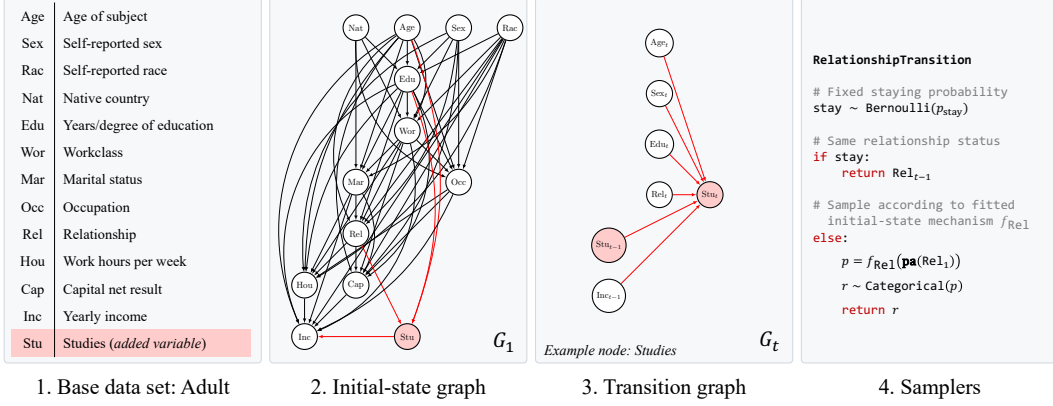 Age Age of subject
Sex Self-reported sex
Rac Self-reported race
Nat Native country
Edu Years/degree of education
Wor Workclass
Mar Marital status
Occ Occupation
Rel Relationship
Hou Work hours per week
Cap Capital net result
Inc Yearly income
Stu Studies (added variable)
1. Base data set: Adult
Nat Age Sex Rac
Edu
Wor
Mar Occ
Rel
Hou Cap
Inc Stu
G₁
2. Initial-state graph
Ageₜ
Sexₜ
Eduₜ
Relₜ Stuₜ
Stuₜ₋₁
Incₜ₋₁
Example node: Studies
Gₜ
3. Transition graph
RelationshipTransition
# Fixed staying probability
stay ~ Bernoulli(p_stay)
# Same relationship status
if stay:
return Relₜ₋₁
# Sample according to fitted
initial-state mechanism f_Rel
else:
p = f_Rel(pa(Rel₁))
r ~ Categorical(p)
return r
4. Samplers